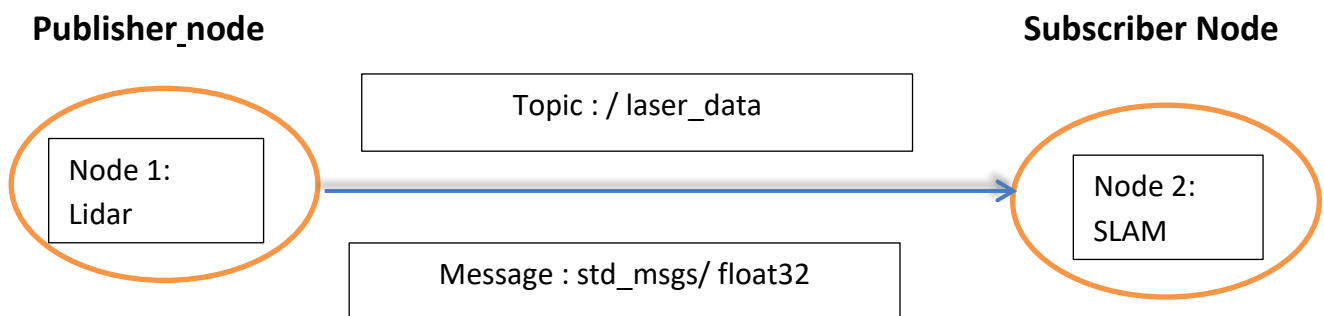 Publisher_node
Subscriber Node
Topic : / laser_data
Node 1:
Lidar
Node 2:
SLAM
Message : std_msgs/ float32